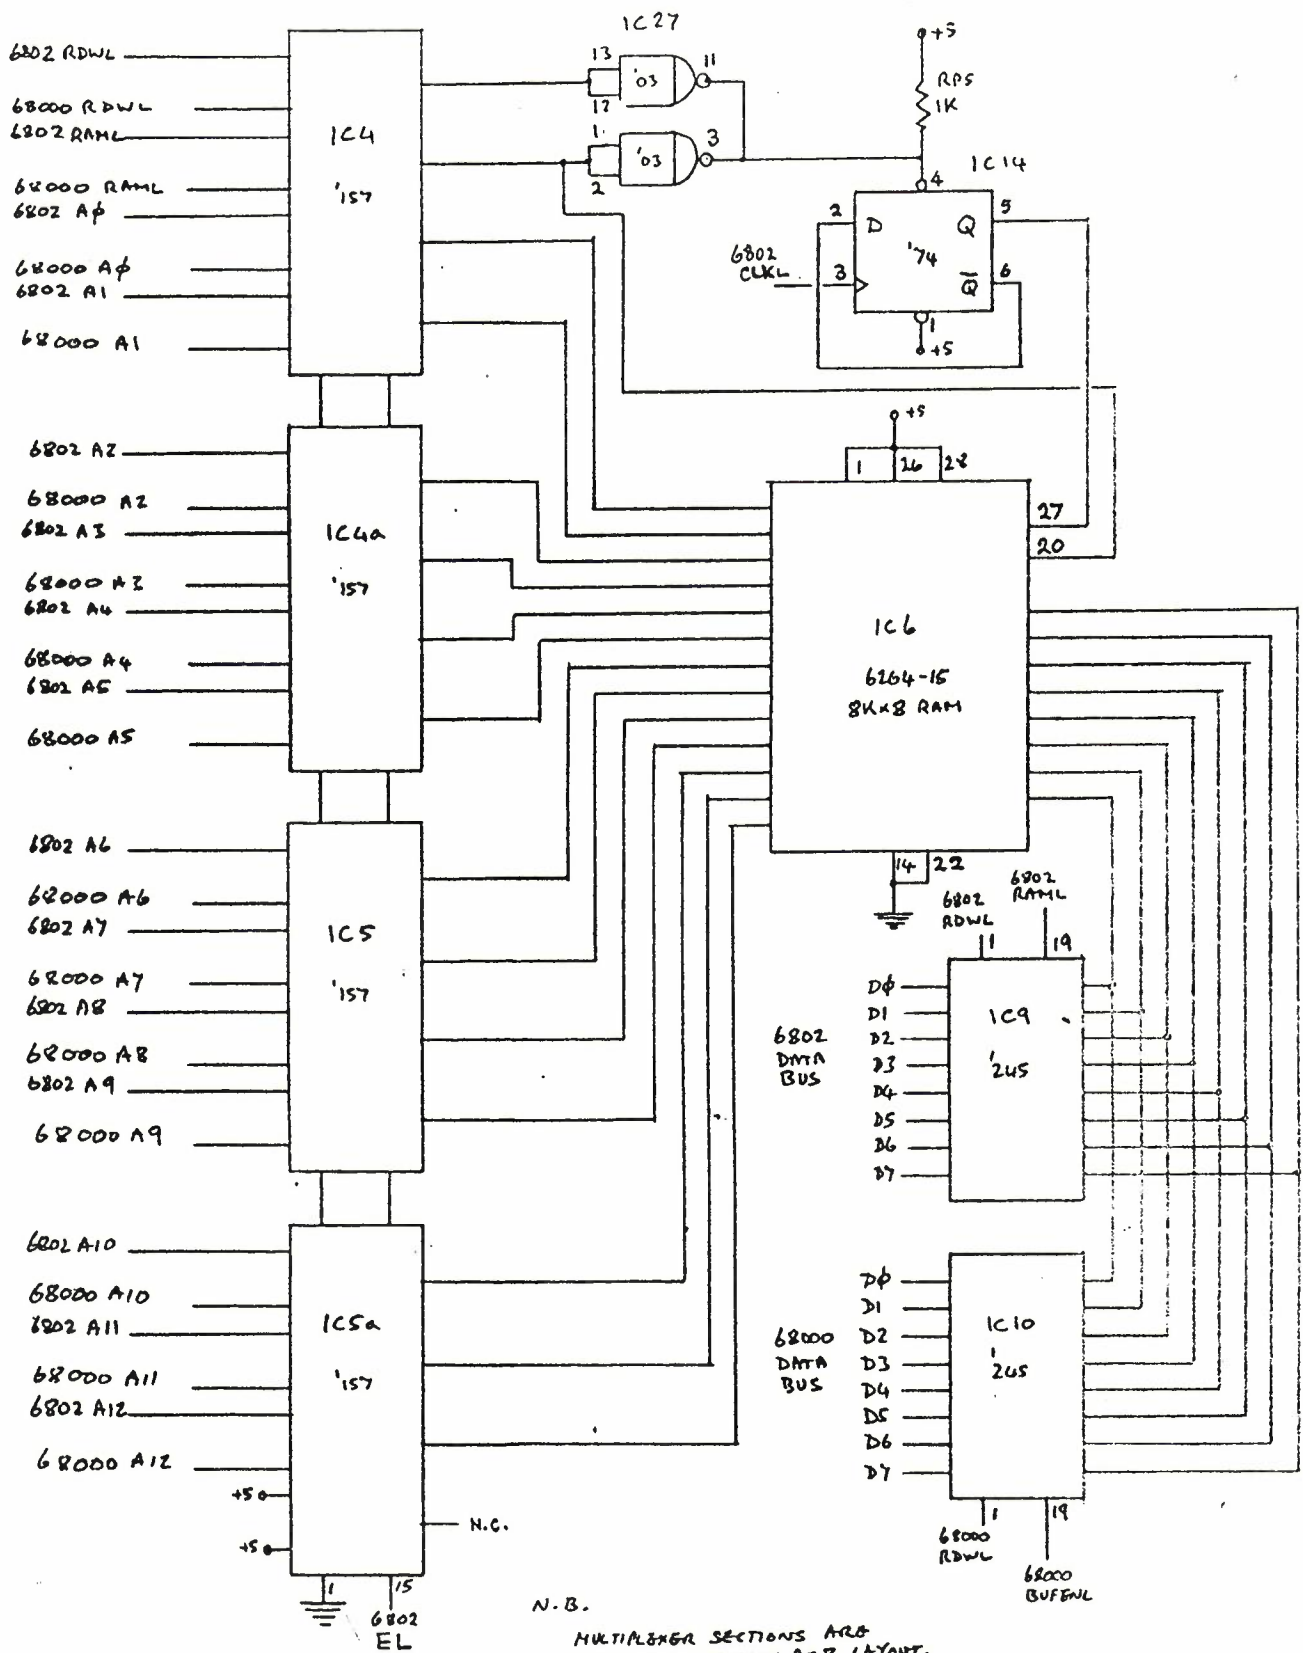 IC27
6802 RDWL
68000 RDWL
6802 RAML
68000 RAML
6802 Aϕ
68000 Aϕ
6802 A1
68000 A1
IC4
'157
13
12
'03
11
1
2
'03
3
+5
RP5
1K
IC14
4
2
D
Q
5
'74
6802
CLKL
3
Q̅
6
1
+5
6802 A2
68000 A2
6802 A3
68000 A3
6802 A4
68000 A4
6802 A5
68000 A5
IC4a
'157
+5
1
26
28
27
20
IC6
6264-15
8K×8 RAM
14
22
6802 A6
68000 A6
6802 A7
68000 A7
6802 A8
68000 A8
6802 A9
68000 A9
IC5
'157
6802
RDWL
6802
RAML
1
19
6802
DATA
BUS
Dϕ
D1
D2
D3
D4
D5
D6
D7
IC9
'245
6802 A10
68000 A10
6802 A11
68000 A11
6802 A12
68000 A12
+5
+5
IC5a
'157
N.C.
1
15
6802
EL
68000
DATA
BUS
Dϕ
D1
D2
D3
D4
D5
D6
D7
IC10
'245
1
19
68000
RDWL
68000
BUFENL
N.B.
MULTIPLEXER SECTIONS ARE
LAYOUT.